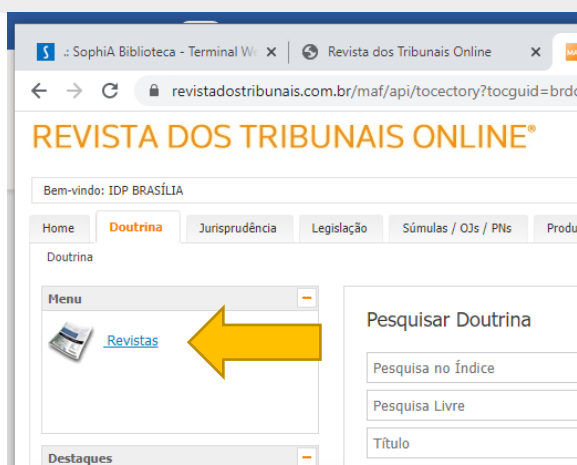 .: SophiA Biblioteca - Terminal W
Revista dos Tribunais Online
revistadostribunais.com.br/maf/api/tocectory?tocguid=brdo
REVISTA DOS TRIBUNAIS ONLINE®
Bem-vindo: IDP BRASÍLIA
Home Doutrina Jurisprudência Legislação Súmulas / OJs / PNs Produ
Doutrina
Menu
Revistas
Pesquisar Doutrina
Pesquisa no Índice
Pesquisa Livre
Título
Destaques